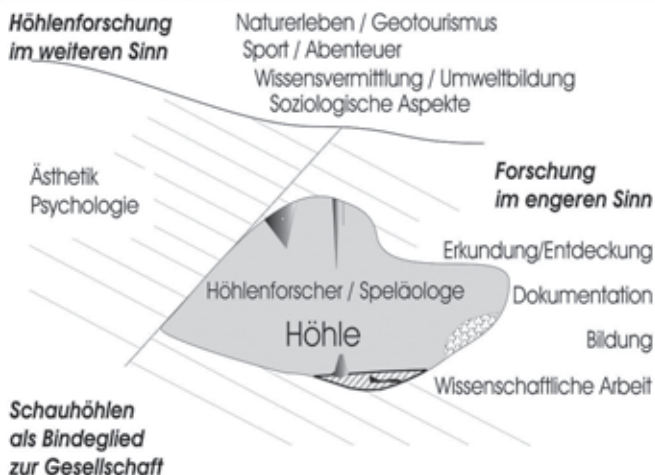 Höhlenforschung
im weiteren Sinn
Naturerleben / Geotourismus
Sport / Abenteuer
Wissensvermittlung / Umweltbildung
Soziologische Aspekte
Ästhetik
Psychologie
Forschung
im engeren Sinn
Erkundung/Entdeckung
Höhlenforscher / Speläologe
Dokumentation
Höhle
Bildung
Wissenschaftliche Arbeit
Schauhöhlen
als Bindeglied
zur Gesellschaft